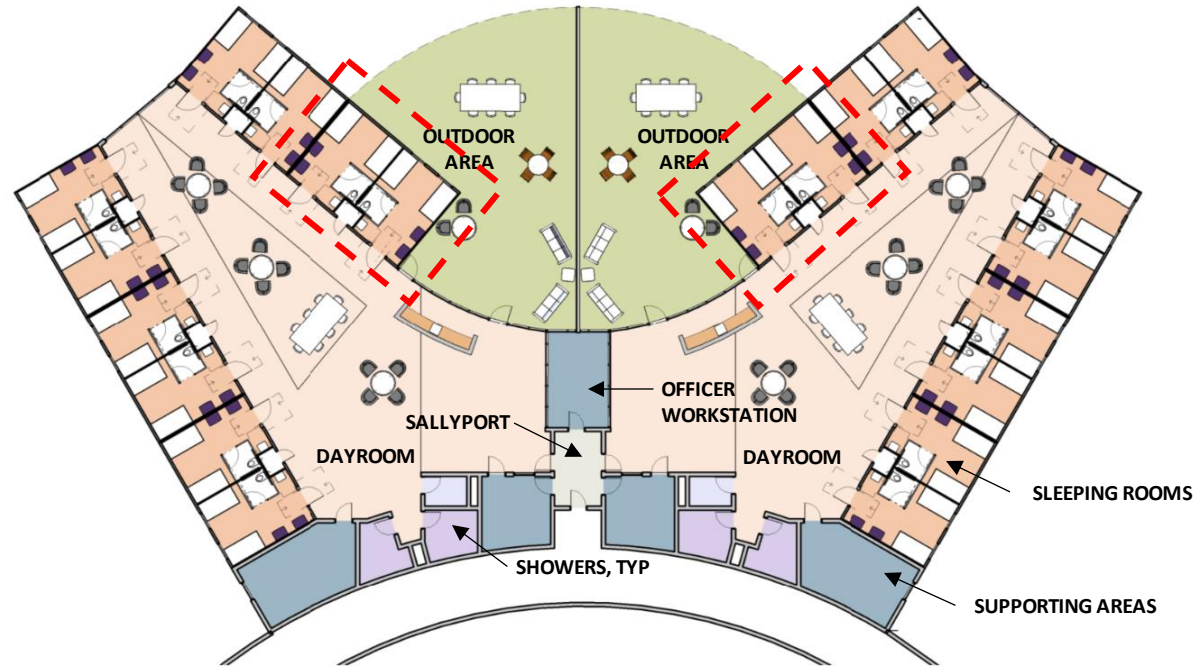 OUTDOOR
AREA
OUTDOOR
AREA
OFFICER
WORKSTATION
SALLYPORT
DAYROOM
DAYROOM
SLEEPING ROOMS
SHOWERS, TYP
SUPPORTING AREAS